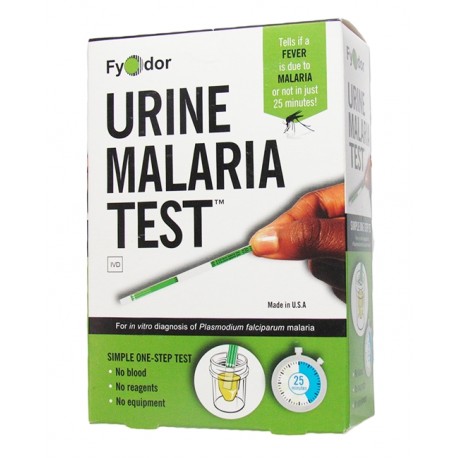 Fyodor
URINE
MALARIA
TEST™
Tells if a
FEVER
is due to
MALARIA
or not in just
25 minutes!
IVD
Made in U.S.A
For in vitro diagnosis of Plasmodium falciparum malaria
SIMPLE ONE-STEP TEST
• No blood
• No reagents
• No equipment
25
minutes
URINE
MALARIA
TEST